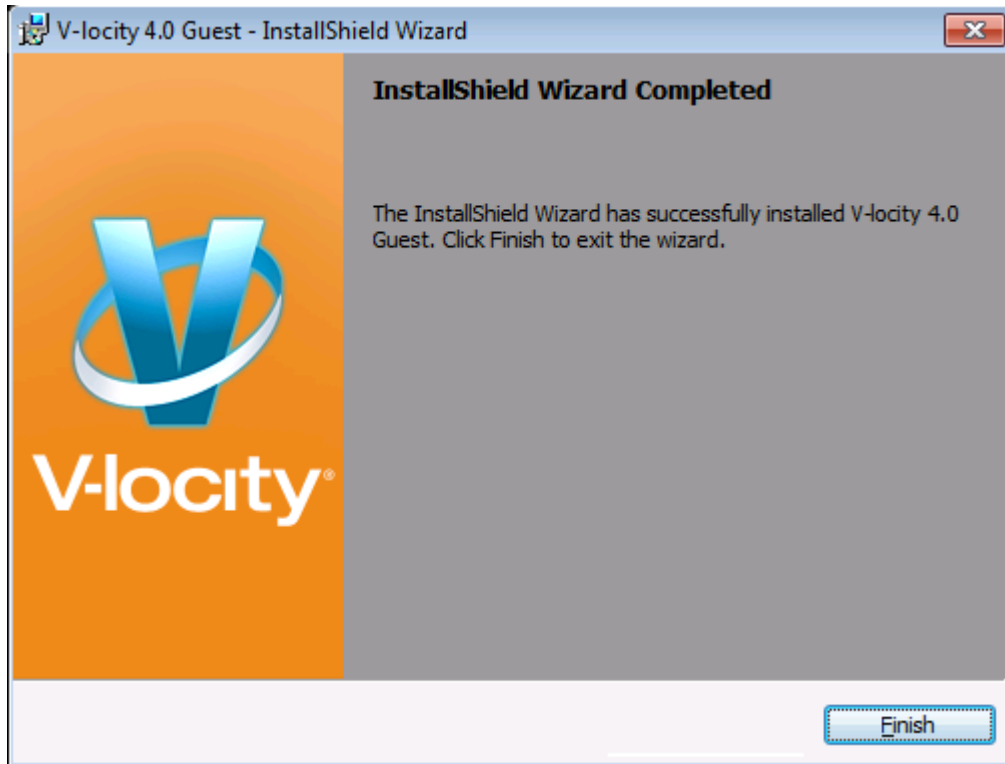 V-locity 4.0 Guest - InstallShield Wizard
InstallShield Wizard Completed
The InstallShield Wizard has successfully installed V-locity 4.0
Guest. Click Finish to exit the wizard.
V-locity®
Finish